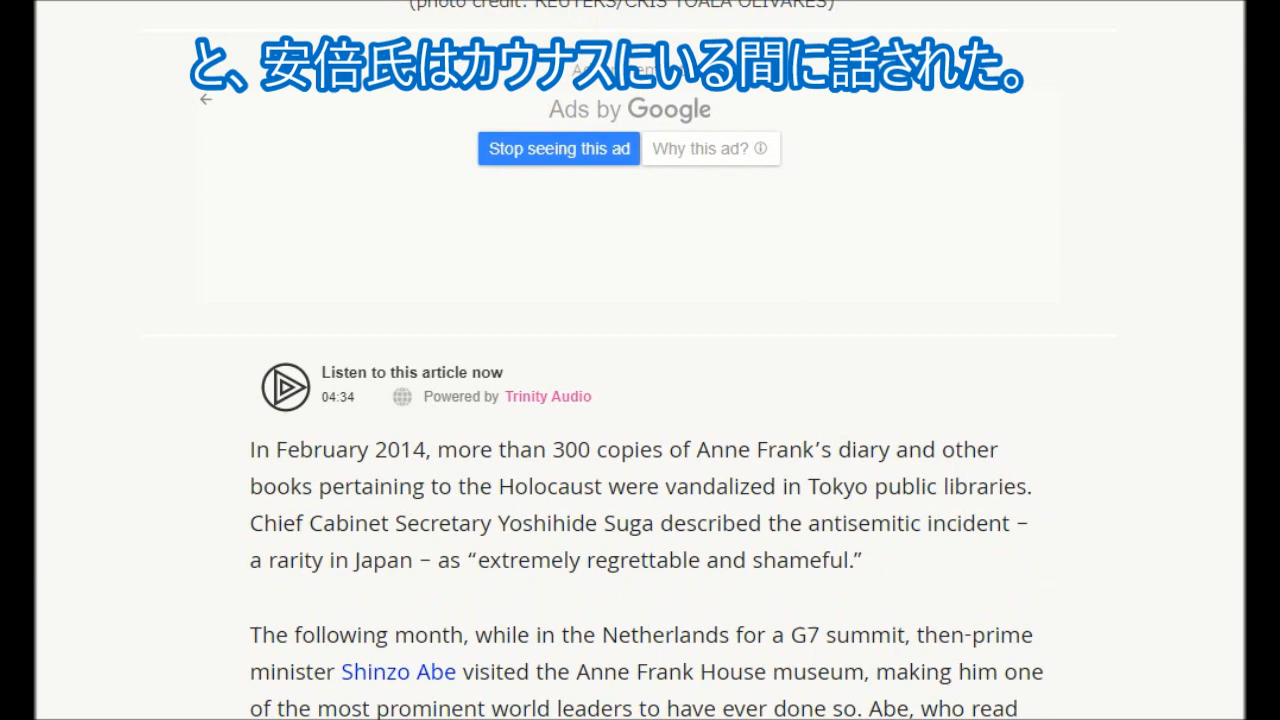 (photo credit: REUTERS/CRIS TOALA OLIVARES)
と、安倍氏はカウナスにいる間に話された。
Ads by Google
Stop seeing this ad Why this ad?
Listen to this article now
04:34 Powered by Trinity Audio
In February 2014, more than 300 copies of Anne Frank’s diary and other
books pertaining to the Holocaust were vandalized in Tokyo public libraries.
Chief Cabinet Secretary Yoshihide Suga described the antisemitic incident –
a rarity in Japan – as “extremely regrettable and shameful.”
The following month, while in the Netherlands for a G7 summit, then-prime
minister Shinzo Abe visited the Anne Frank House museum, making him one
of the most prominent world leaders to have ever done so. Abe, who read